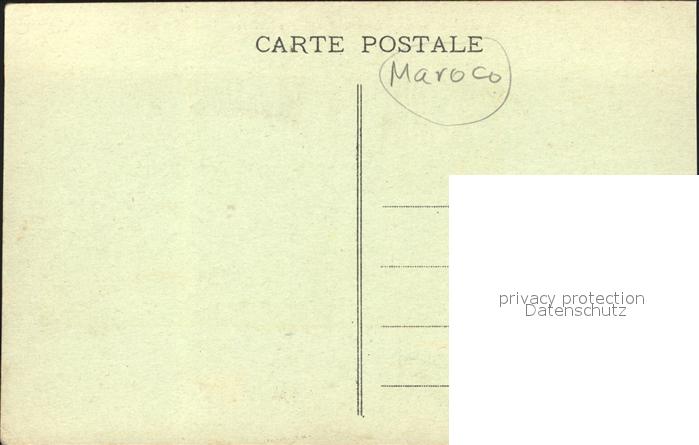 CARTE POSTALE
Maroco
privacy protection
Datenschutz